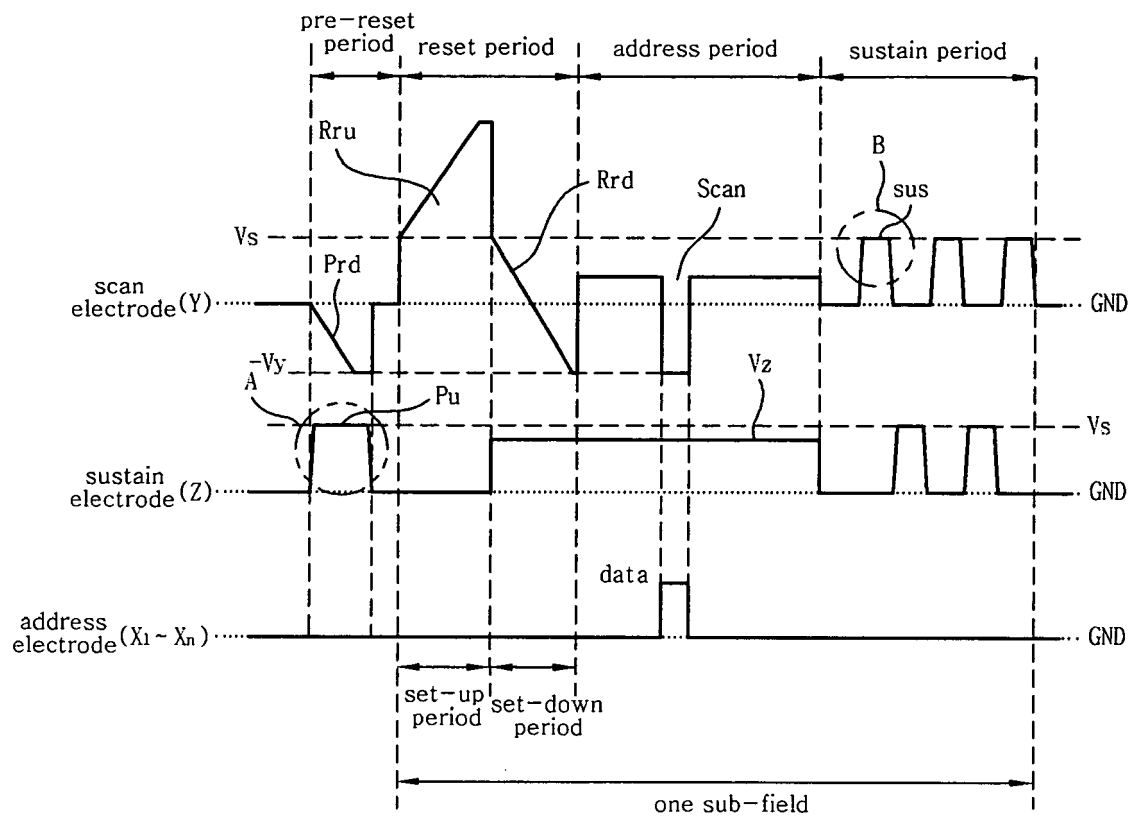 pre-reset
period
reset period
address period
sustain period
Rru
Rrd
Scan
B
sus
Vs
Prd
scan
electrode(Y)
GND
-Vy
A
Pu
Vz
Vs
sustain
electrode(Z)
GND
data
address
electrode(X1~Xn)
GND
set-up
period
set-down
period
one sub-field